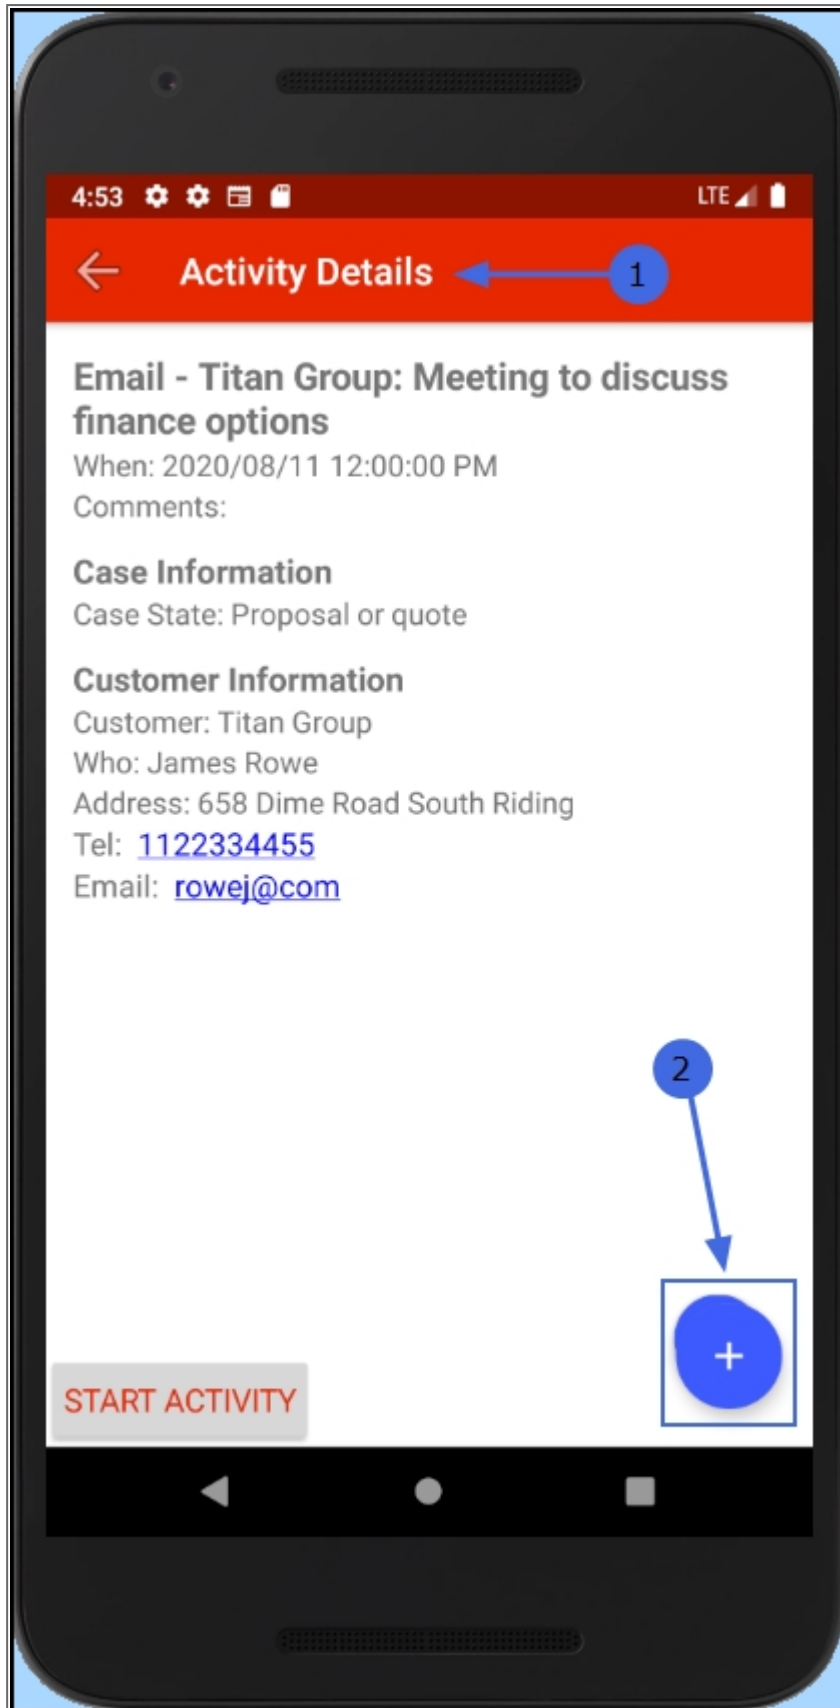 4:53 LTE
Activity Details 1
Email - Titan Group: Meeting to discuss
finance options
When: 2020/08/11 12:00:00 PM
Comments:
Case Information
Case State: Proposal or quote
Customer Information
Customer: Titan Group
Who: James Rowe
Address: 658 Dime Road South Riding
Tel: 1122334455
Email: rowej@com
2
+
START ACTIVITY